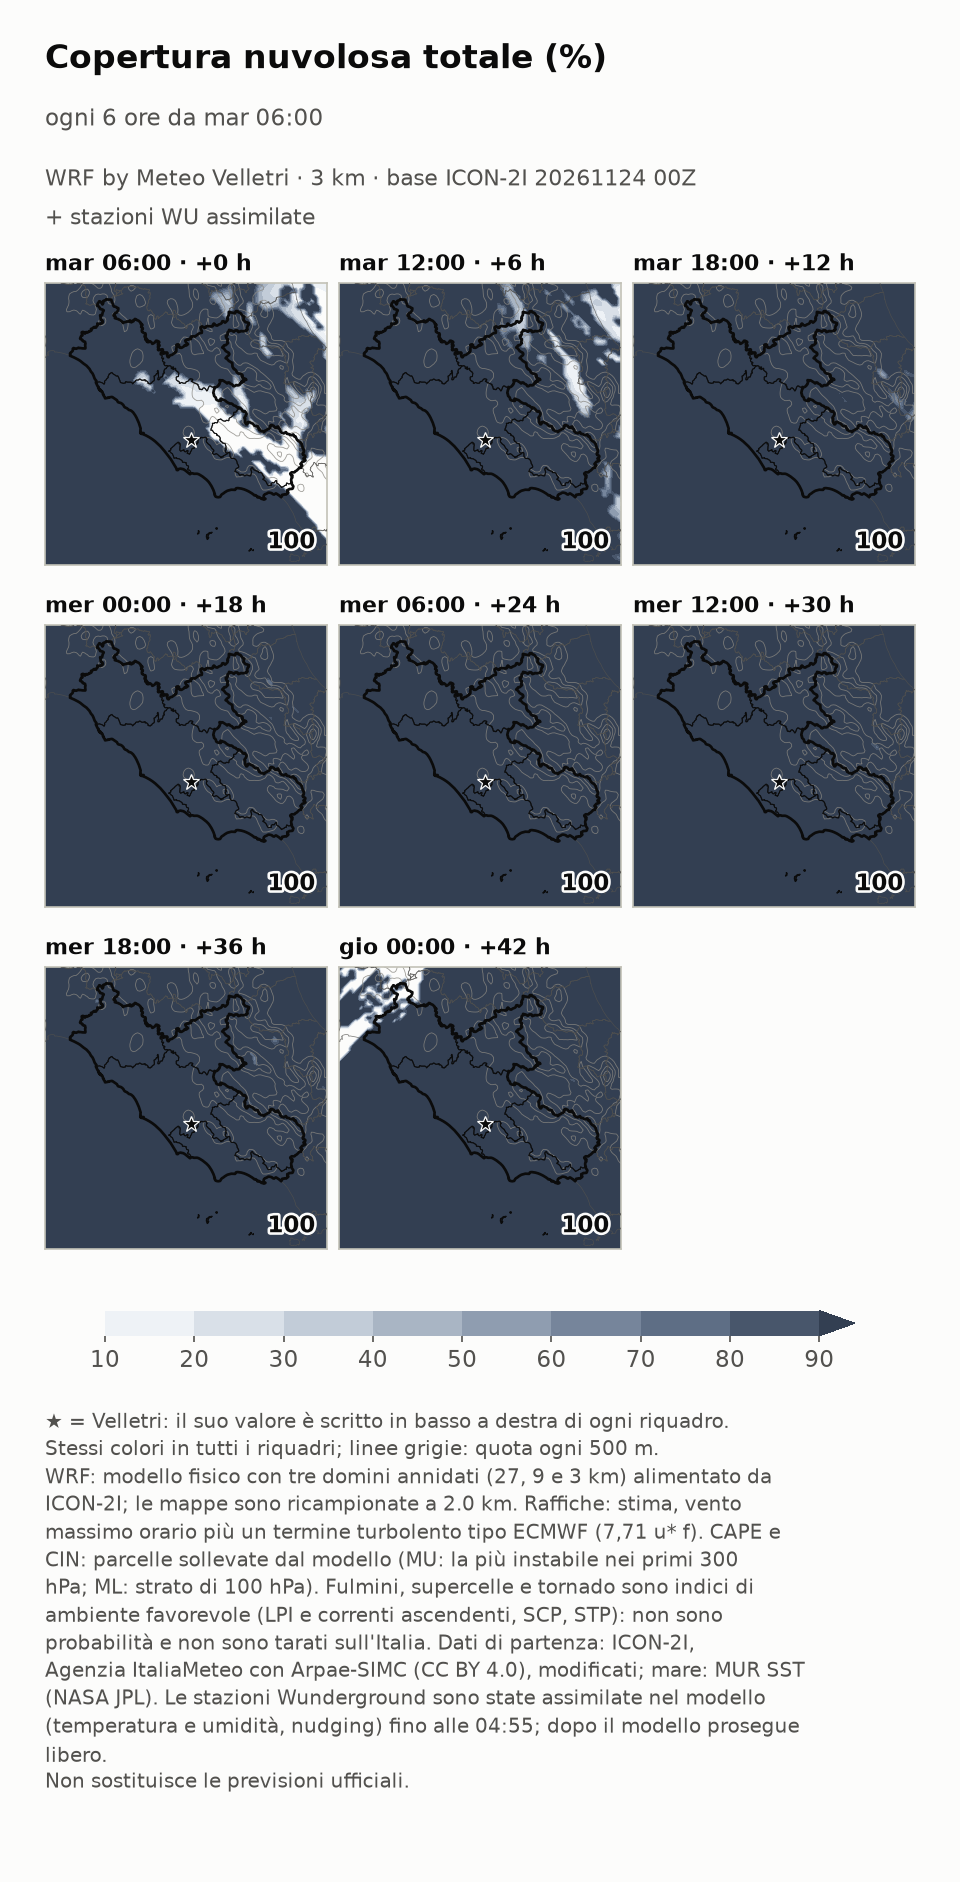 Copertura nuvolosa totale (%)
ogni 6 ore da mar 06:00
WRF by Meteo Velletri · 3 km · base ICON-2I 20261124 00Z
+ stazioni WU assimilate
mar 06:00 · +0 h
mar 12:00 · +6 h
mar 18:00 · +12 h
100
100
100
mer 00:00 · +18 h
mer 06:00 · +24 h
mer 12:00 · +30 h
100
100
100
mer 18:00 · +36 h
gio 00:00 · +42 h
100
100
10 20 30 40 50 60 70 80 90
★ = Velletri: il suo valore è scritto in basso a destra di ogni riquadro.
Stessi colori in tutti i riquadri; linee grigie: quota ogni 500 m.
WRF: modello fisico con tre domini annidati (27, 9 e 3 km) alimentato da
ICON-2I; le mappe sono ricampionate a 2.0 km. Raffiche: stima, vento
massimo orario più un termine turbolento tipo ECMWF (7,71 u* f). CAPE e
CIN: parcelle sollevate dal modello (MU: la più instabile nei primi 300
hPa; ML: strato di 100 hPa). Fulmini, supercelle e tornado sono indici di
ambiente favorevole (LPI e correnti ascendenti, SCP, STP): non sono
probabilità e non sono tarati sull'Italia. Dati di partenza: ICON-2I,
Agenzia ItaliaMeteo con Arpae-SIMC (CC BY 4.0), modificati; mare: MUR SST
(NASA JPL). Le stazioni Wunderground sono state assimilate nel modello
(temperatura e umidità, nudging) fino alle 04:55; dopo il modello prosegue
libero.
Non sostituisce le previsioni ufficiali.